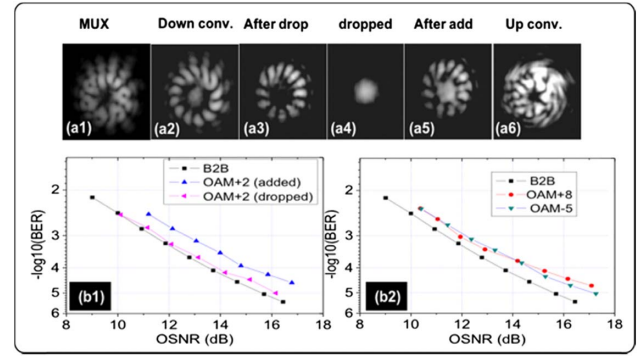 MUX Down conv. After drop dropped After add Up conv.
(a1) (a2) (a3) (a4) (a5) (a6)
B2B
OAM+2 (added)
OAM+2 (dropped)
-log10(BER)
2
3
4
5
6
(b1)
8 10 12 14 16 18
OSNR (dB)
B2B
OAM+8
OAM-5
-log10(BER)
2
3
4
5
6
(b2)
8 10 12 14 16 18
OSNR (dB)